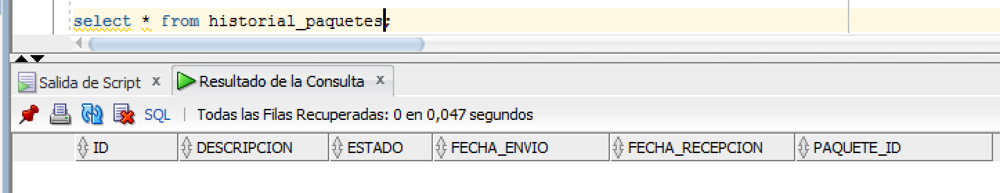 select * from historial_paquetes;
Salida de Script x Resultado de la Consulta x
SQL | Todas las Filas Recuperadas: 0 en 0,047 segundos
ID DESCRIPCION ESTADO FECHA_ENVIO FECHA_RECEPCION PAQUETE_ID